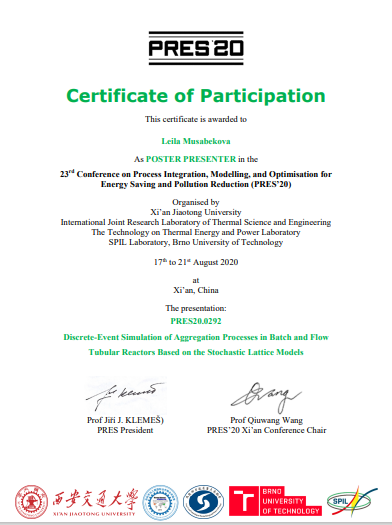 PRES'20
Certificate of Participation
This certificate is awarded to
Leila Musabekova
As POSTER PRESENTER in the
23rd Conference on Process Integration, Modelling, and Optimisation for
Energy Saving and Pollution Reduction (PRES'20)
Organised by
Xi'an Jiaotong University
International Joint Research Laboratory of Thermal Science and Engineering
The Technology on Thermal Energy and Power Laboratory
SPIL Laboratory, Brno University of Technology
17th to 21st August 2020
at
Xi'an, China
The presentation:
PRES20.0292
Discrete-Event Simulation of Aggregation Processes in Batch and Flow
Tubular Reactors Based on the Stochastic Lattice Models
Prof Jiří J. KLEMEŠ)
PRES President
Prof Qiuwang Wang
PRES'20 Xi'an Conference Chair
西安交通大学
XI'AN JIAOTONG UNIVERSITY
T
BRNO
UNIVERSITY
OF TECHNOLOGY
SPIL